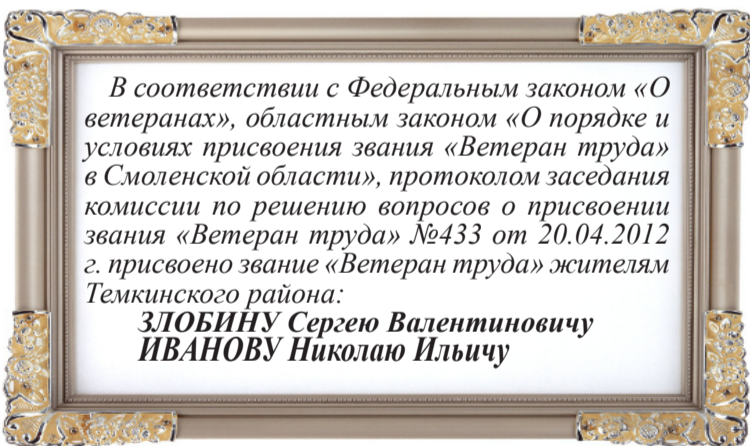 В соответствии с Федеральным законом «О
ветеранах», областным законом «О порядке и
условиях присвоения звания «Ветеран труда»
в Смоленской области», протоколом заседания
комиссии по решению вопросов о присвоении
звания «Ветеран труда» №433 от 20.04.2012
г. присвоено звание «Ветеран труда» жителям
Темкинского района:
ЗЛОБИНУ Сергею Валентиновичу
ИВАНОВУ Николаю Ильичу